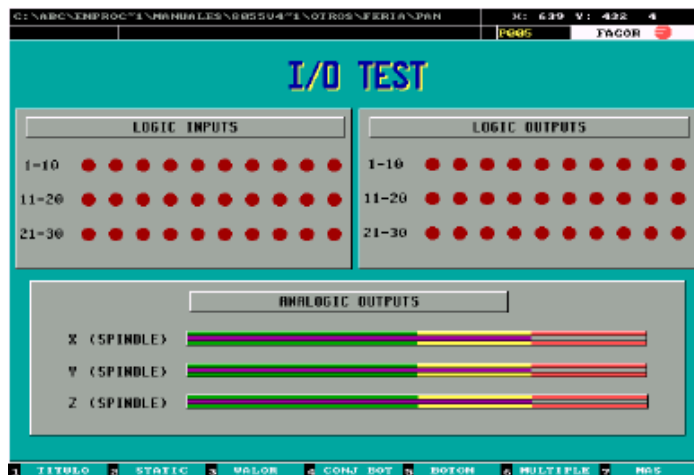 C:\ABC\ENPROC~1\MANUALES\8055V4~1\OTROS\FERIA\PAN X: 639 Y: 432 4
P005 FAGOR
I/O TEST
LOGIC INPUTS
1-10
11-20
21-30
LOGIC OUTPUTS
1-10
11-20
21-30
ANALOGIC OUTPUTS
X (SPINDLE)
Y (SPINDLE)
Z (SPINDLE)
1 TITULO 2 STATIC 3 VALOR 4 CONJ BOT 5 BOTON 6 MULTIPLE 7 MAS